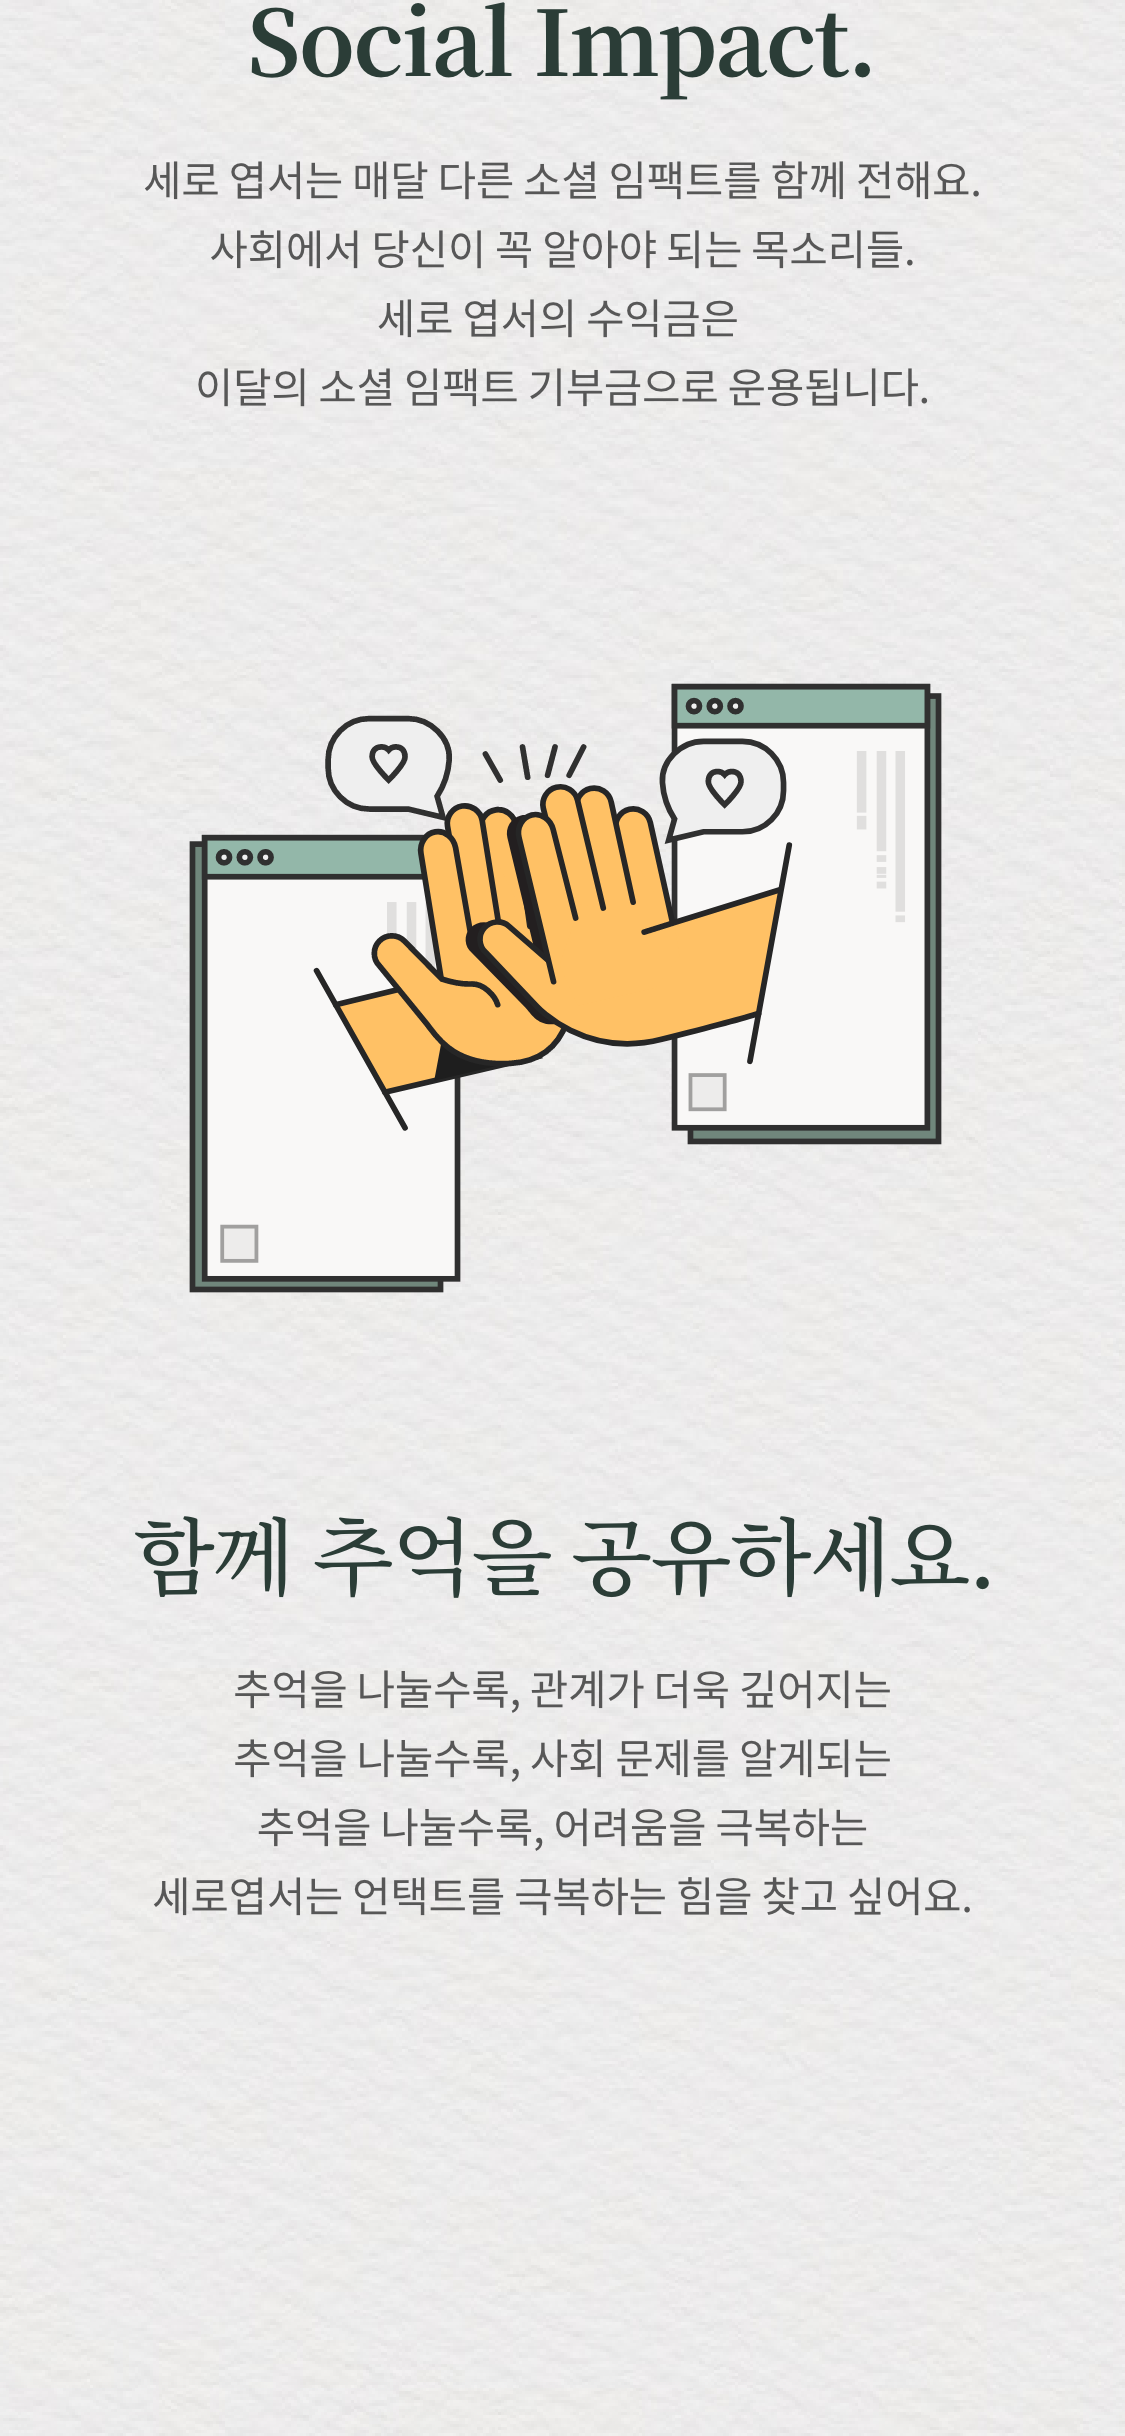 Social Impact.
세로 엽서는 매달 다른 소셜 임팩트를 함께 전해요.
사회에서 당신이 꼭 알아야 되는 목소리들.
세로 엽서의 수익금은
이달의 소셜 임팩트 기부금으로 운용됩니다.
함께 추억을 공유하세요.
추억을 나눌수록, 관계가 더욱 깊어지는
추억을 나눌수록, 사회 문제를 알게되는
추억을 나눌수록, 어려움을 극복하는
세로엽서는 언택트를 극복하는 힘을 찾고 싶어요.